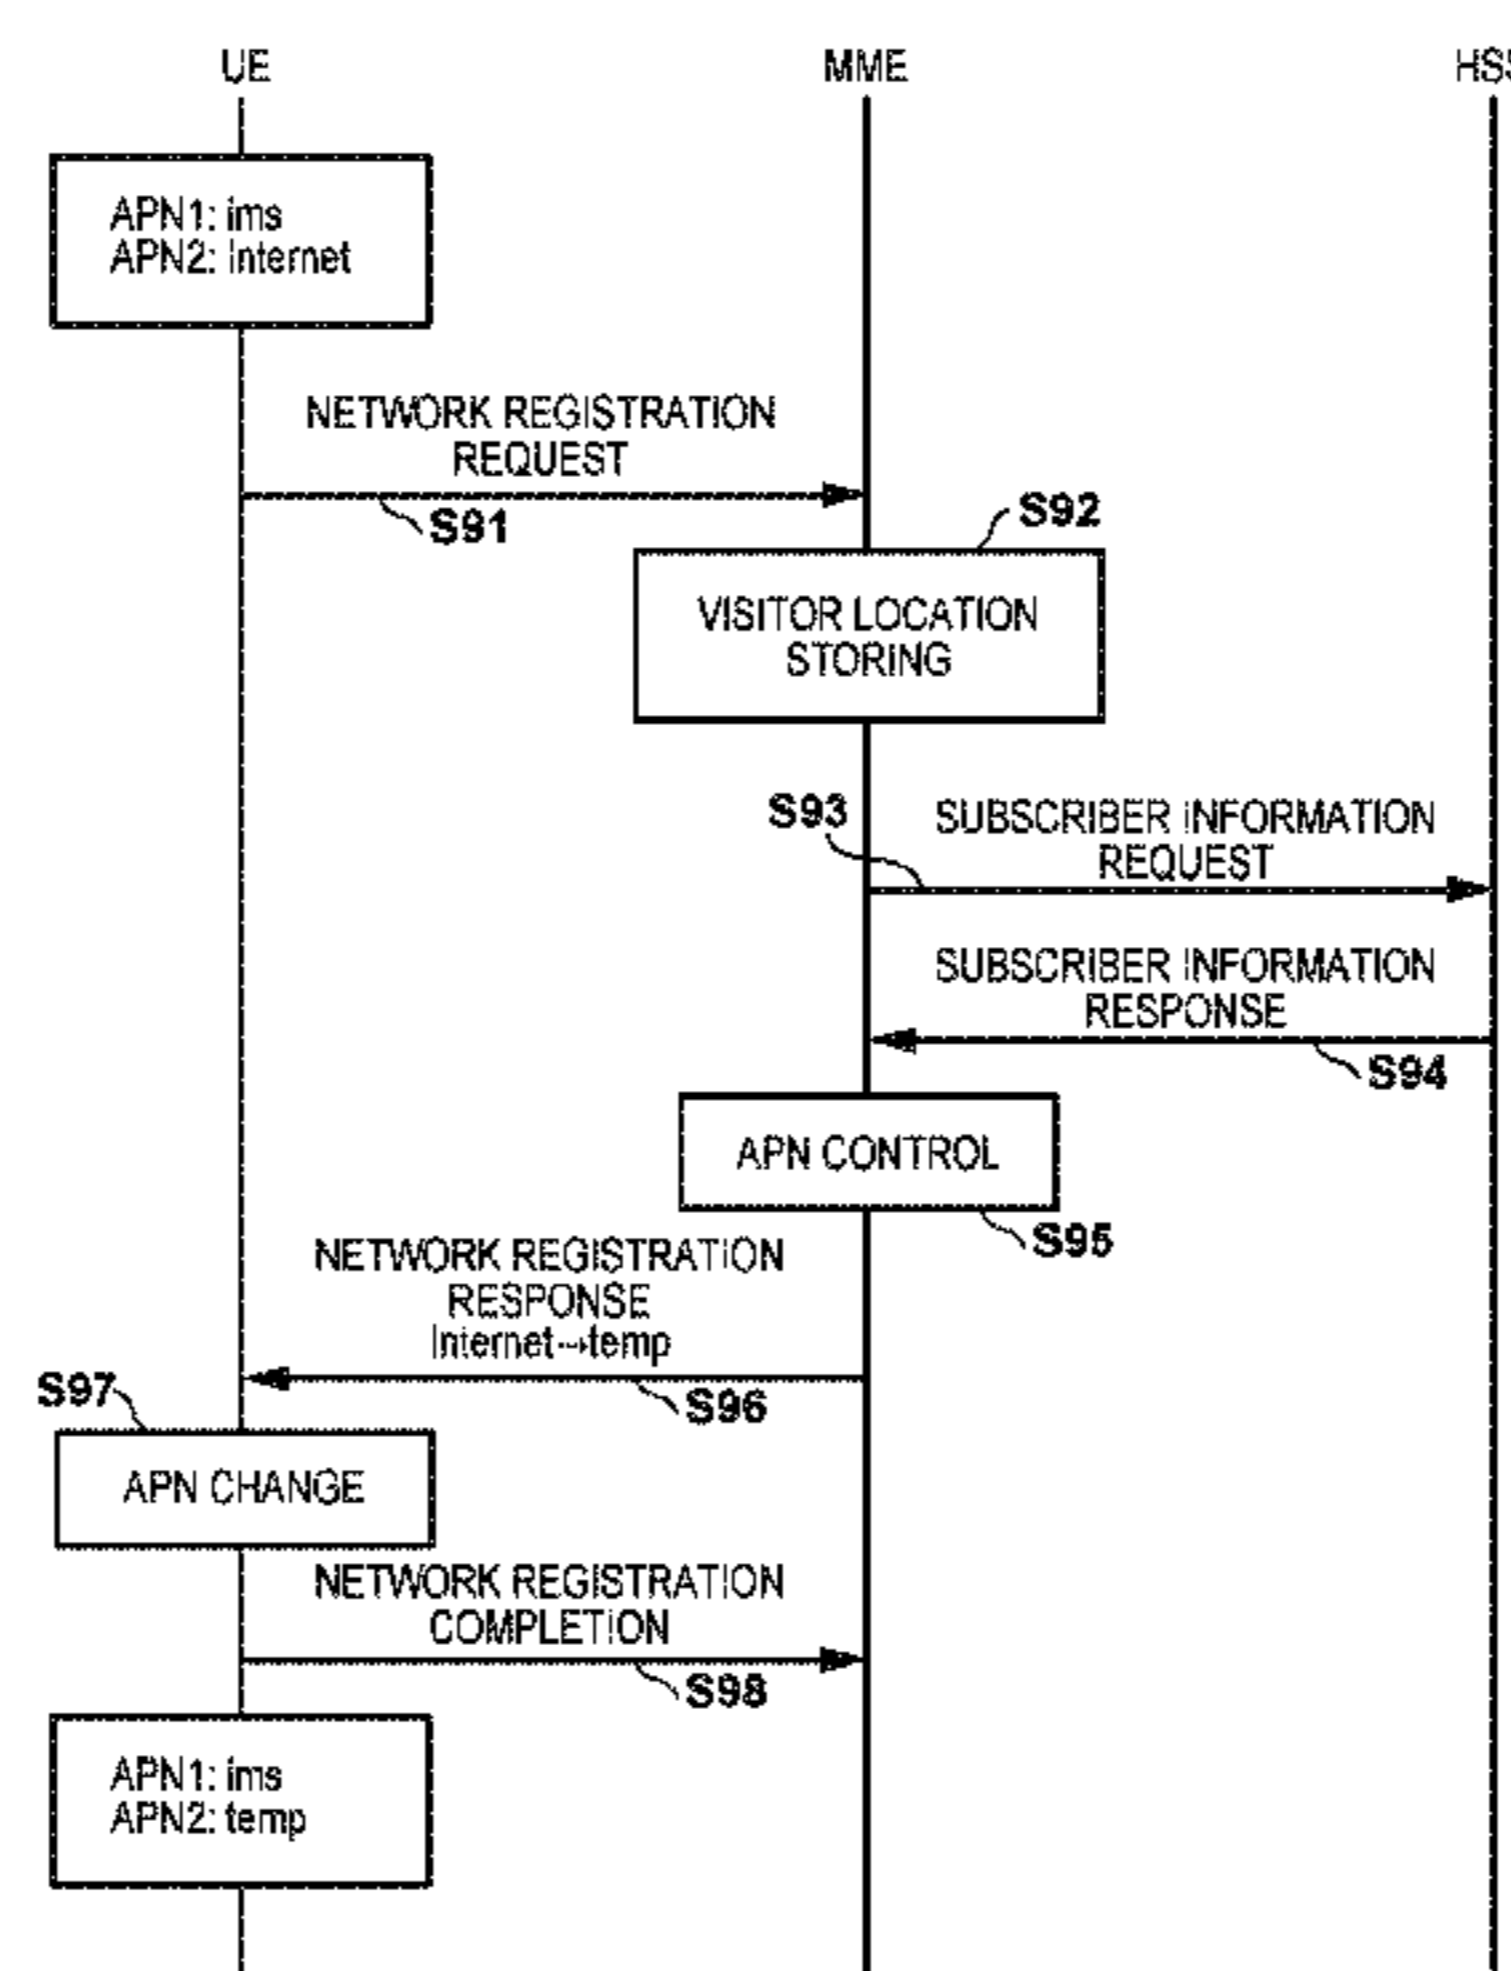 UE
MME
HSS
APN1: ims
APN2: Internet
NETWORK REGISTRATION
REQUEST
S91
S92
VISITOR LOCATION
STORING
S93
SUBSCRIBER INFORMATION
REQUEST
SUBSCRIBER INFORMATION
RESPONSE
S94
APN CONTROL
S95
NETWORK REGISTRATION
RESPONSE
Internet→temp
S96
S97
APN CHANGE
NETWORK REGISTRATION
COMPLETION
S98
APN1: ims
APN2: temp